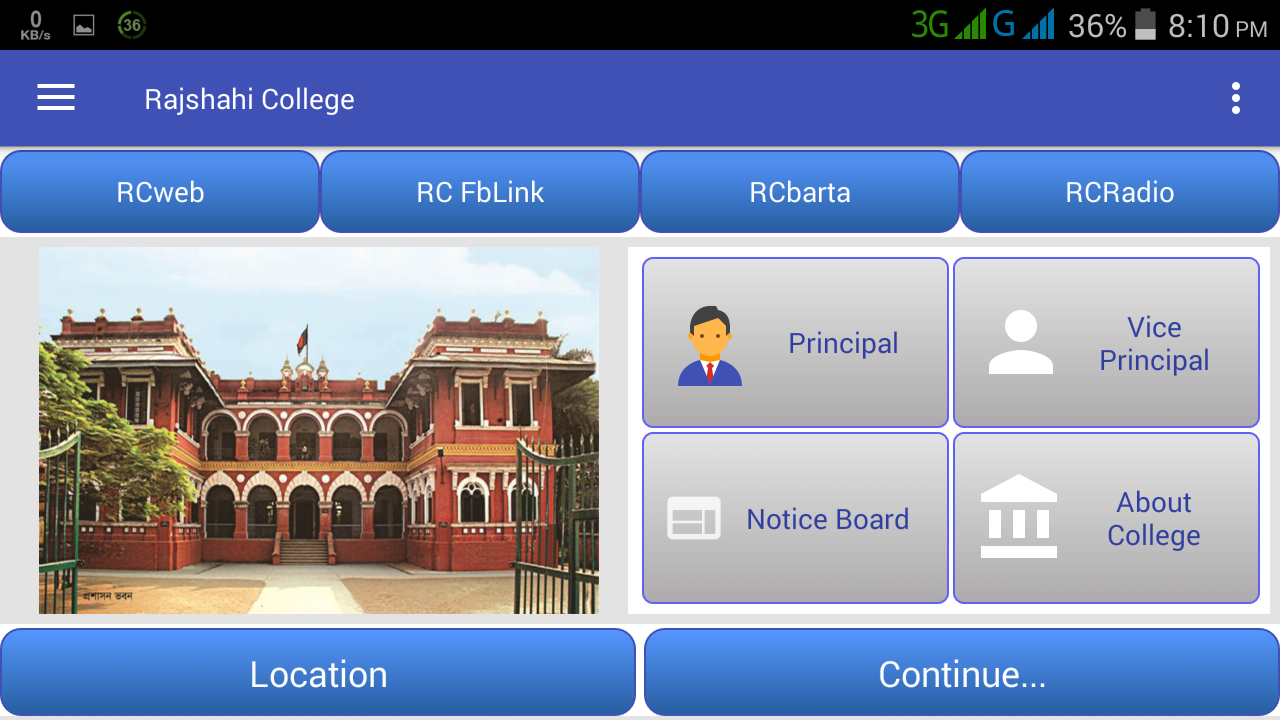 0
KB/s
36
3G G 36% 8:10 PM
Rajshahi College
RCweb
RC FbLink
RCbarta
RCRadio
Principal
Vice
Principal
Notice Board
About
College
প্রশাসন ভবন
Location
Continue...